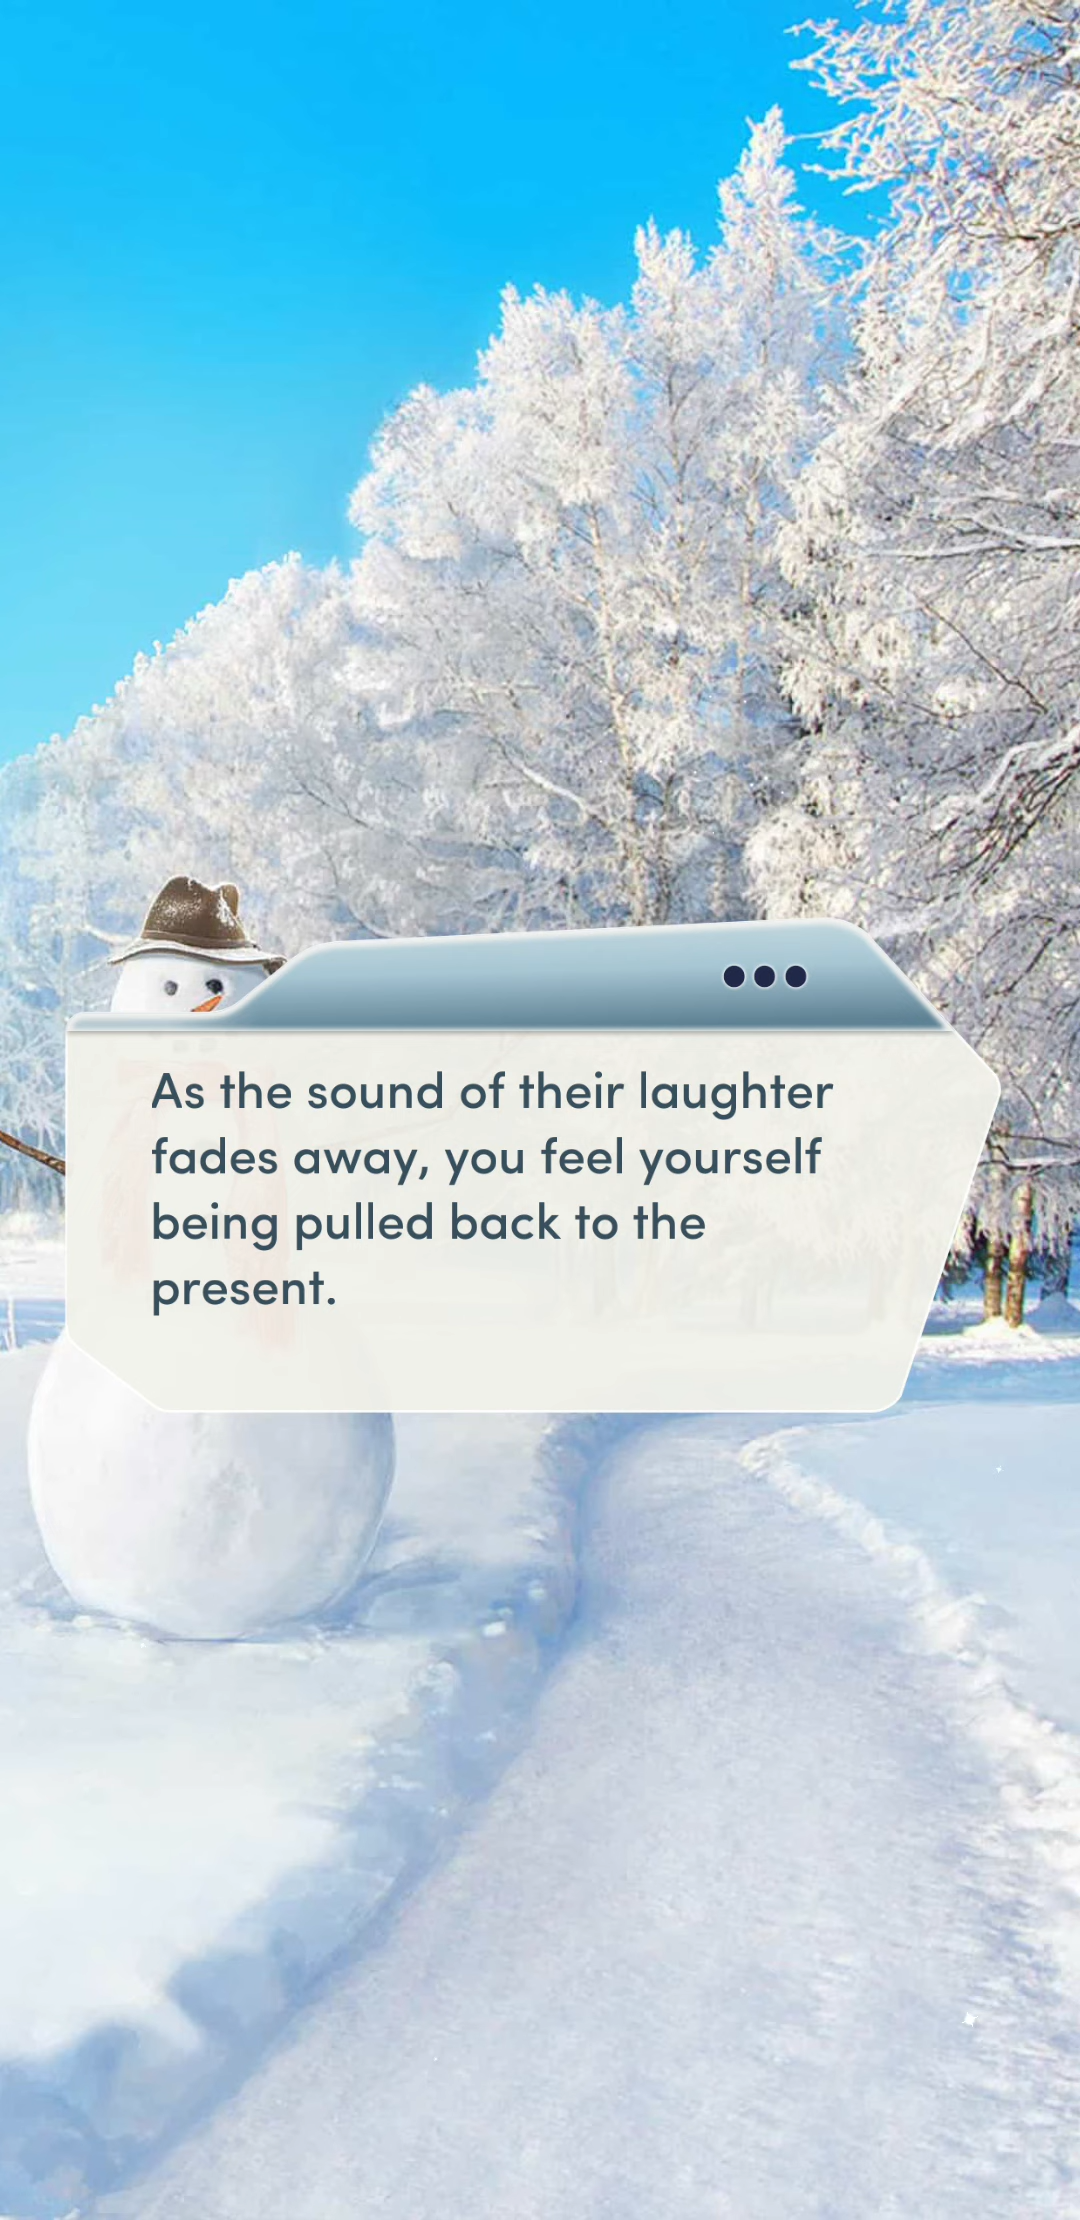 As the sound of their laughter
fades away, you feel yourself
being pulled back to the
present.